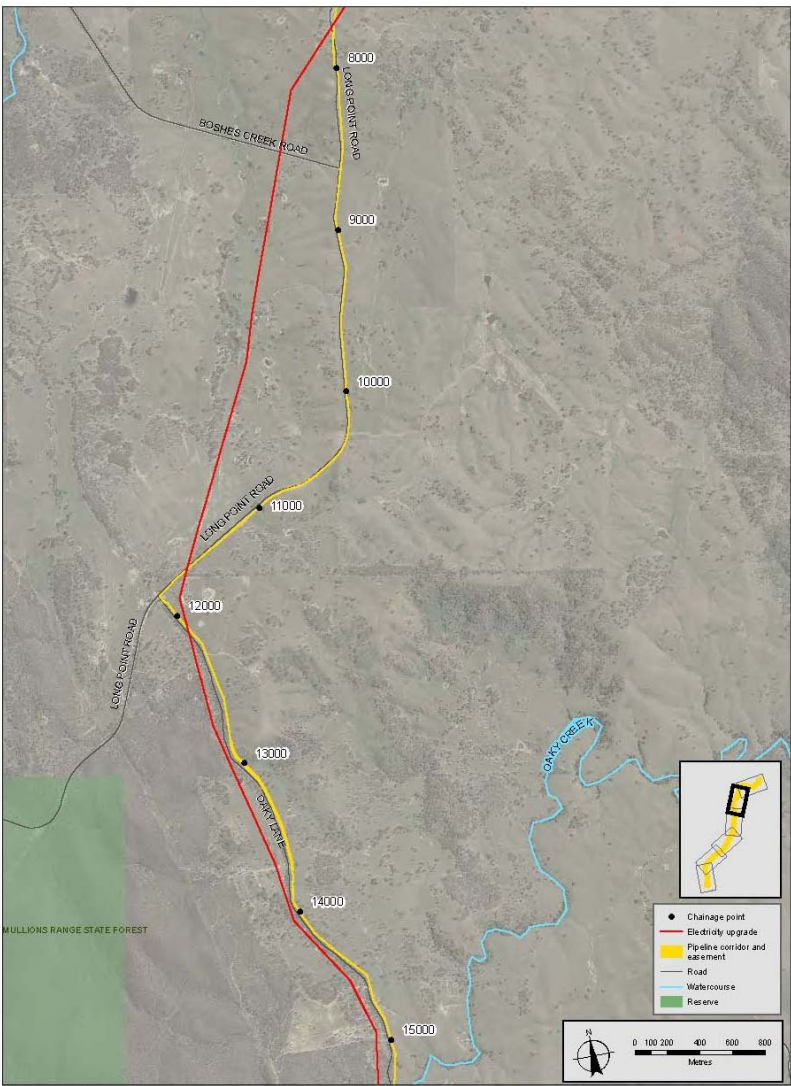 8000
LONG POINT ROAD
BOSHES CREEK ROAD
9000
10000
LONG POINT ROAD
11000
12000
LONG POINT ROAD
OAKY CREEK
13000
OAKY LANE
14000
MULLIONS RANGE STATE FOREST
15000
Chainage point
Electricity upgrade
Pipeline corridor and
easement
Road
Watercourse
Reserve
N
0 100 200 400 600 800
Metres